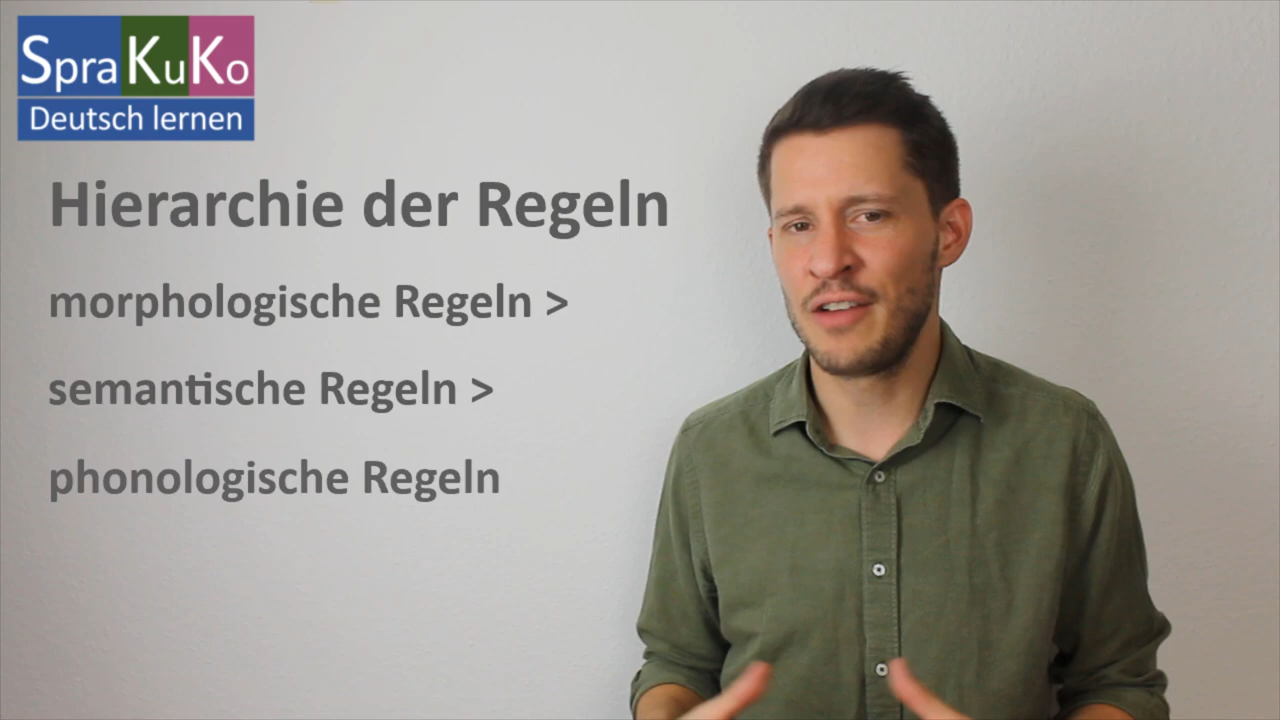 SpraKuKo
Deutsch lernen
Hierarchie der Regeln
morphologische Regeln >
semantische Regeln >
phonologische Regeln